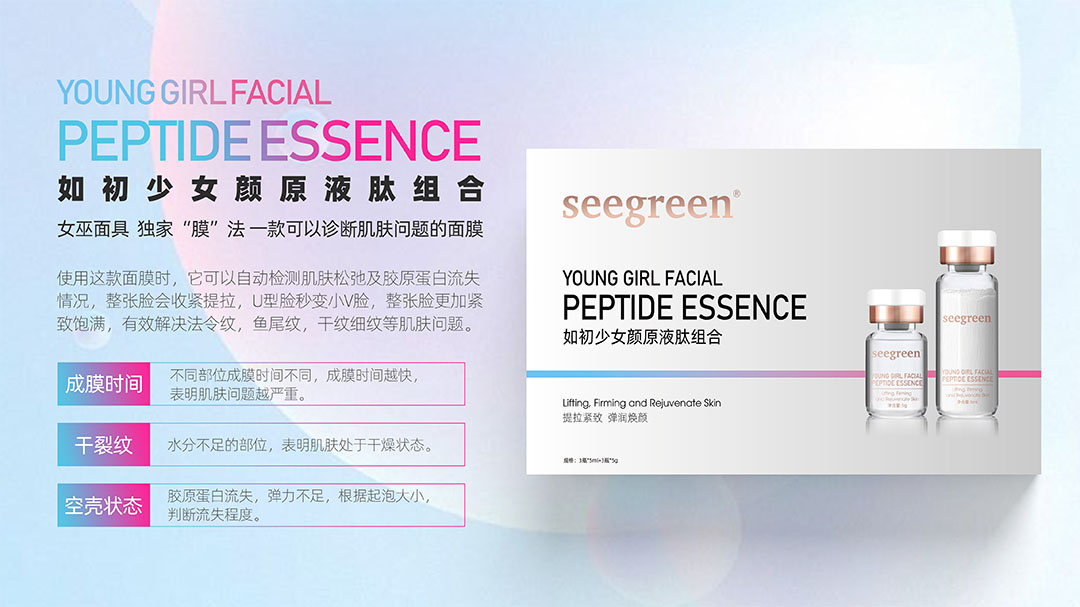 YOUNG GIRL FACIAL
PEPTIDE ESSENCE
如初少女颜原液肽组合
女巫面具 独家“膜”法 一款可以诊断肌肤问题的面膜
使用这款面膜时，它可以自动检测肌肤松弛及胶原蛋白流失
情况，整张脸会收紧提拉，U型脸秒变小V脸，整张脸更加紧
致饱满，有效解决法令纹，鱼尾纹，干纹细纹等肌肤问题。
成膜时间
不同部位成膜时间不同，成膜时间越快，
表明肌肤问题越严重。
干裂纹
水分不足的部位，表明肌肤处于干燥状态。
空壳状态
胶原蛋白流失，弹力不足，根据起泡大小，
判断流失程度。
seegreen®
YOUNG GIRL FACIAL
PEPTIDE ESSENCE
如初少女颜原液肽组合
Lifting, Firming and Rejuvenate Skin
提拉紧致 弹润焕颜
规格：3瓶*5ml+3瓶*5g
seegreen
YOUNG GIRL FACIAL
PEPTIDE ESSENCE
Lifting, Firming
and Rejuvenate Skin
净含量:5g
seegreen
YOUNG GIRL FACIAL
PEPTIDE ESSENCE
Lifting, Firming
and Rejuvenate Skin
净含量:5ml